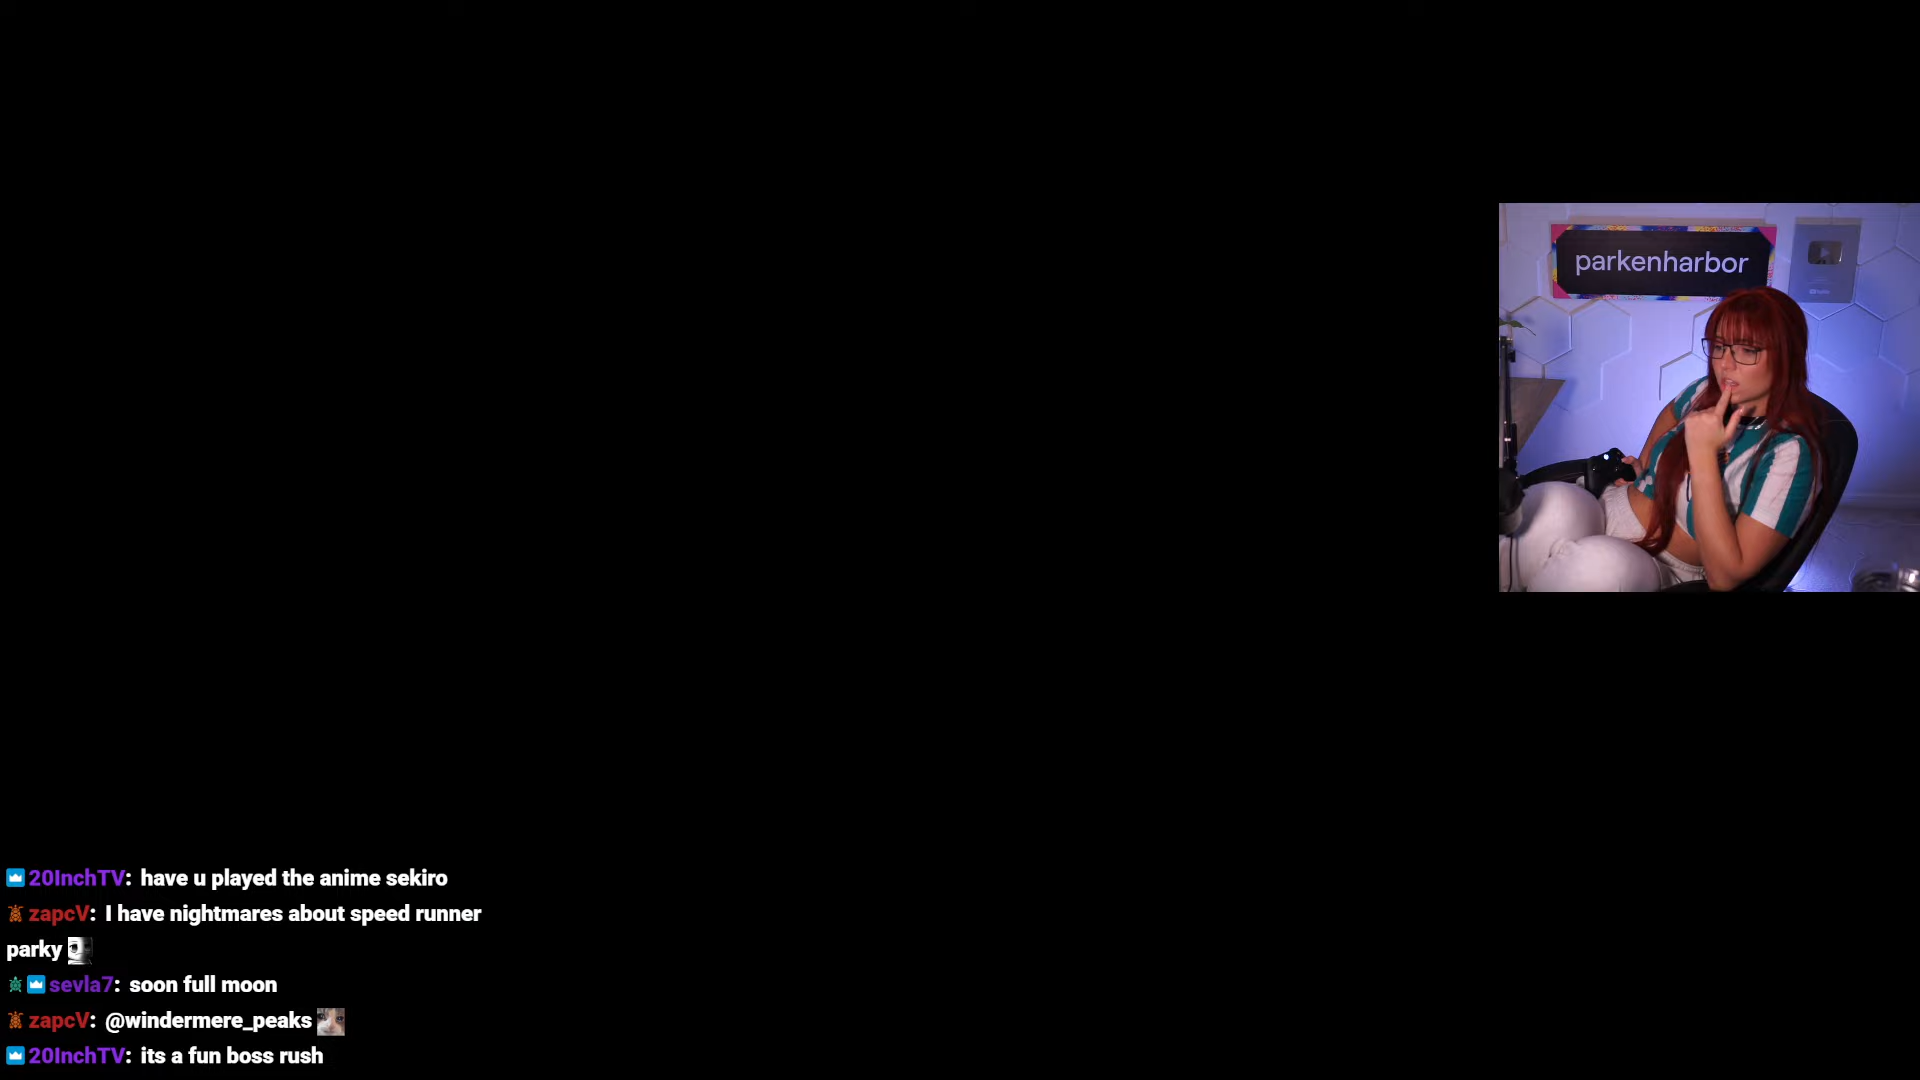 parkenharbor
20InchTV: have u played the anime sekiro
zapcV: I have nightmares about speed runner
parky
sevla7: soon full moon
zapcV: @windermere_peaks
20InchTV: its a fun boss rush